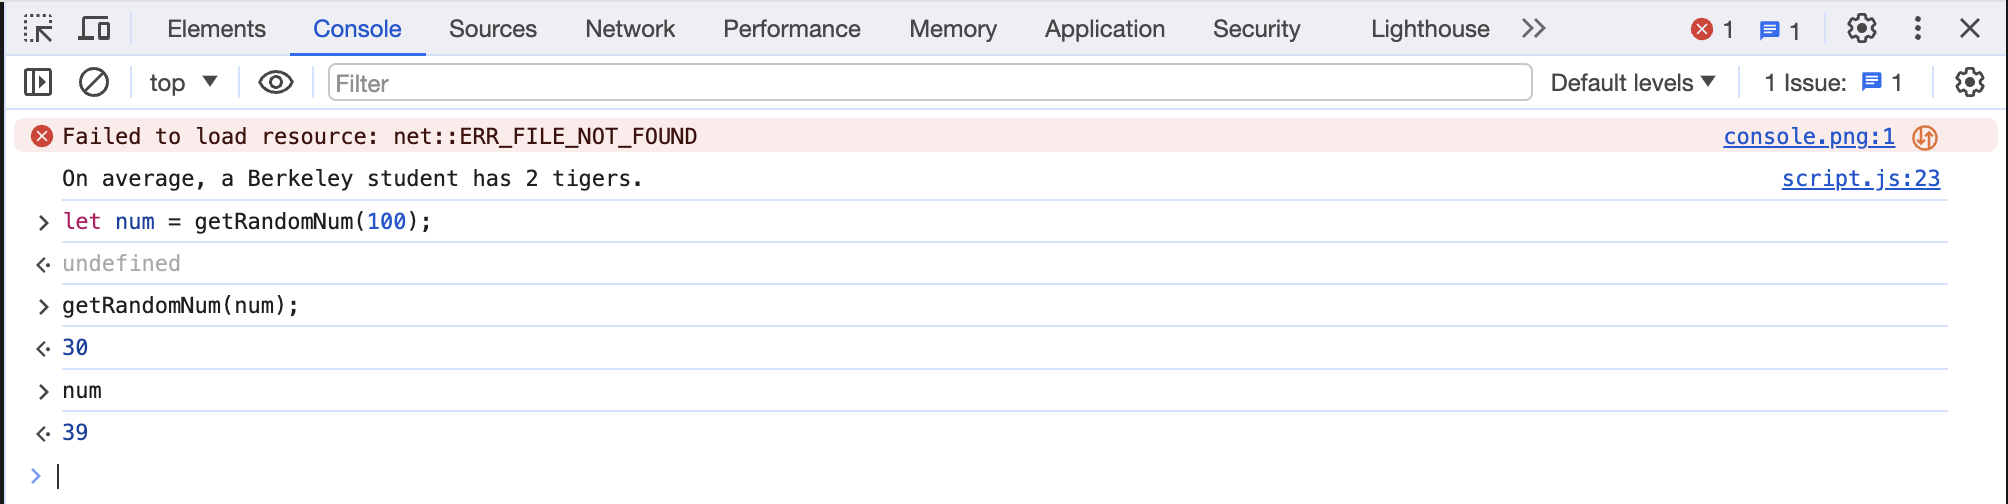 Elements Console Sources Network Performance Memory Application Security Lighthouse 1 1
top Filter Default levels 1 Issue: 1
Failed to load resource: net::ERR_FILE_NOT_FOUND console.png:1
On average, a Berkeley student has 2 tigers. script.js:23
> let num = getRandomNum(100);
undefined
> getRandomNum(num);
30
> num
39
>